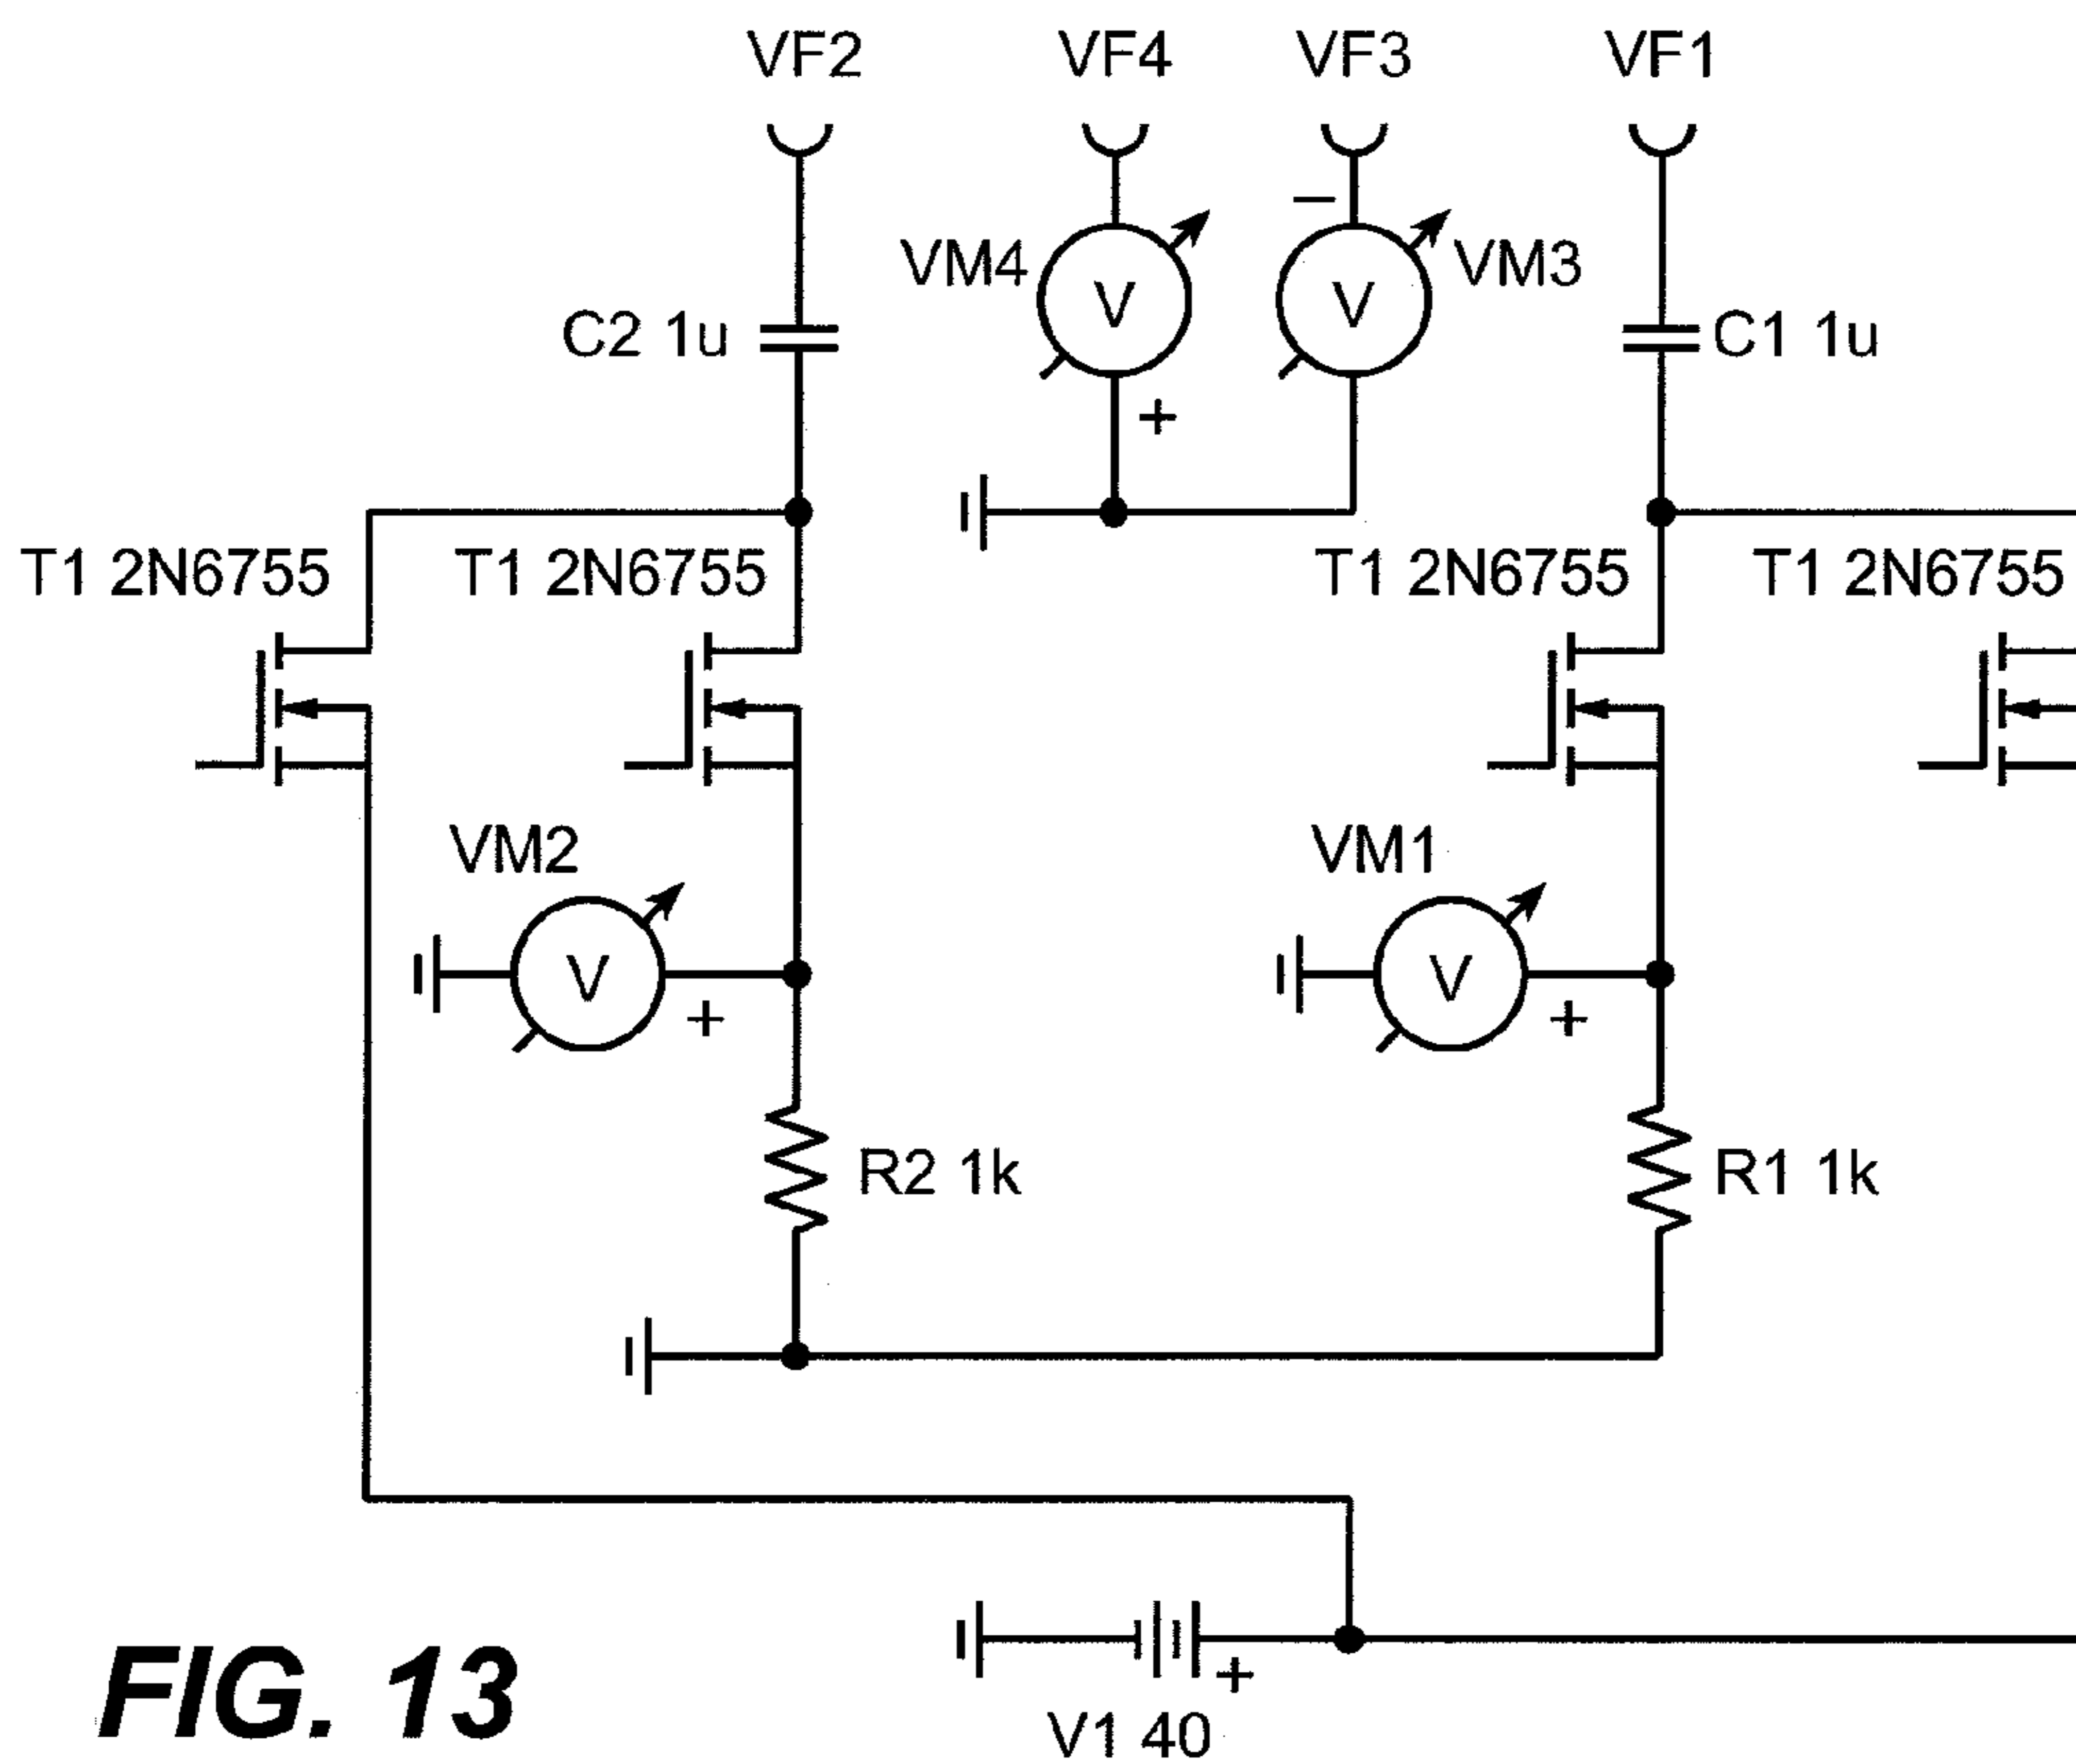 VF2 VF4 VF3 VF1
−
VM4 V V VM3
C2 1u C1 1u
+
T1 2N6755 T1 2N6755 T1 2N6755 T1 2N6755
VM2 VM1
V V
+ +
R2 1k R1 1k
+
FIG. 13
V1 40